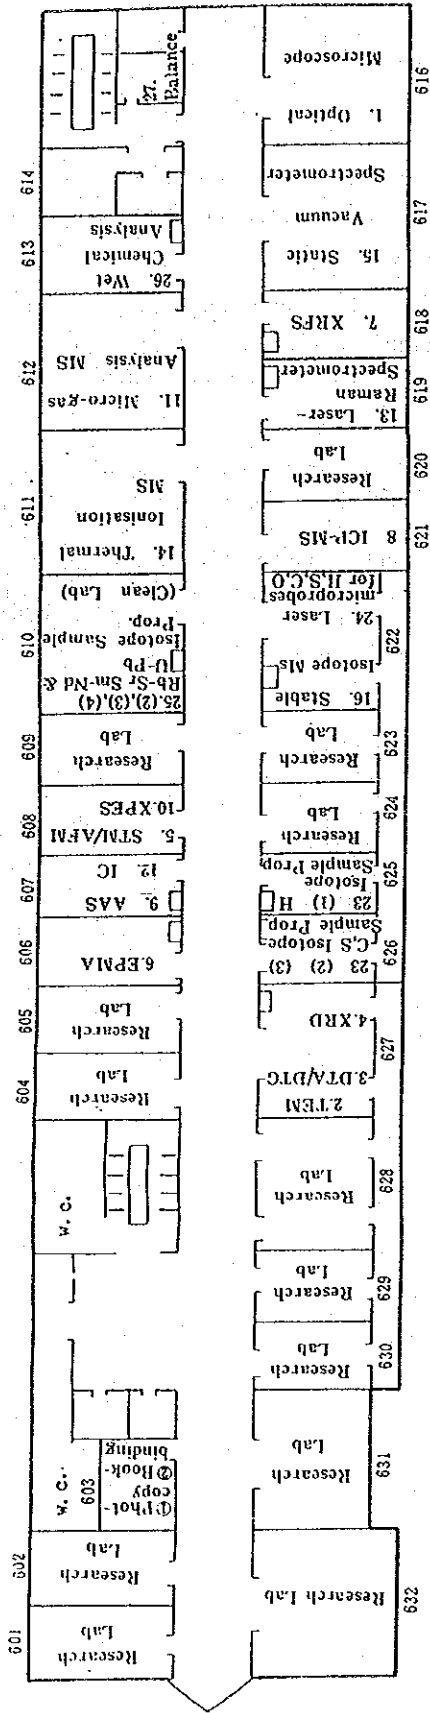 616
Microscope
1. Optical
617
Spectrometer
Vacuum
15. Static
618
7. XRFS
619
Spectrometer
Raman
13. Laser-
620
Lab
Research
621
8 ICP-MS
622
(for H,S,C,O
microprobes
24. Laser
Isotope Ms
16. Stable
623
Lab
Research
624
Lab
Research
625
Sample Prop.
Isotope
23 (1) H
626
Sample Prop.
C,S Isotope-
23 (2) (3)
627
4.XRD
3.DTA/DTG
2.TEM
628
Lab
Research
629
Lab
Research
630
Lab
Research
631
Lab
Research
632
Research Lab
27.
Balance
614
613
Analysis
Chemical
26. Wet
612
Analysis MS
11. Micro-gas
611
MS
Ionisation
14. Thermal
610
(Clean Lab)
Prop.
Isotope Sample
U-Pb
Rb-Sr Sm-Nd &
25.(2),(3),(4)
609
Lab
Research
608
10.XPES
5. STM/AFM
607
12. IC
9. AAS
606
6.EPMA
605
Lab
Research
604
Lab
Research
W. C.
W. C.
603
binding
②Book-
copy
①Phot-
602
Lab
Research
601
Lab
Research